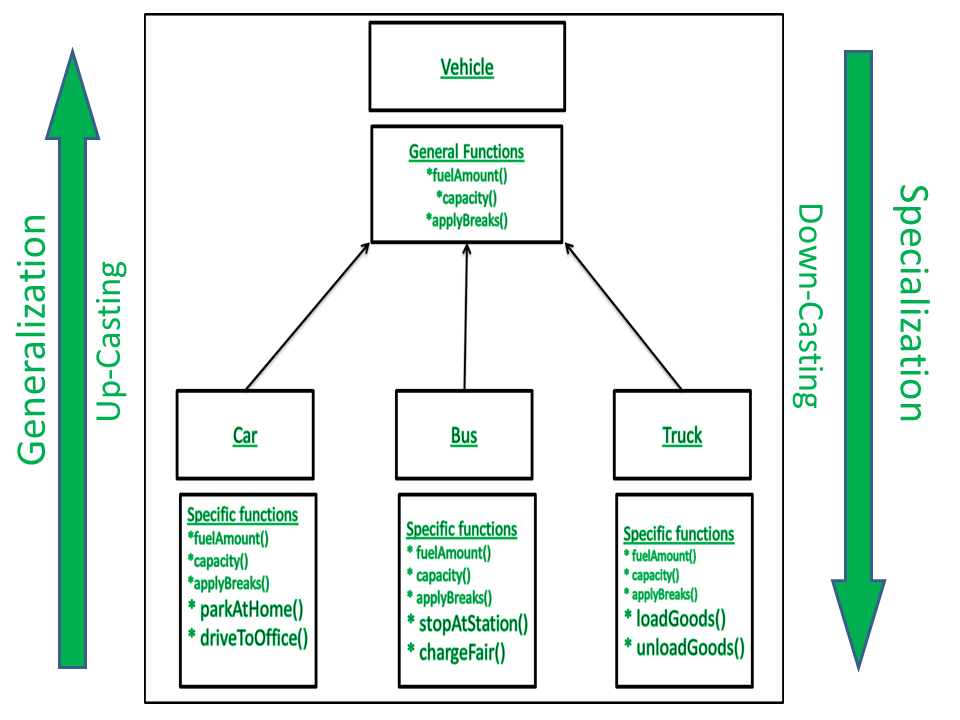 Vehicle
General Functions
*fuelAmount()
*capacity()
*applyBreaks()
Generalization
Up-Casting
Down-Casting
Specialization
Car
Bus
Truck
Specific functions
*fuelAmount()
*capacity()
*applyBreaks()
* parkAtHome()
* driveToOffice()
Specific functions
* fuelAmount()
* capacity()
* applyBreaks()
* stopAtStation()
* chargeFair()
Specific functions
* fuelAmount()
* capacity()
* applyBreaks()
* loadGoods()
* unloadGoods()